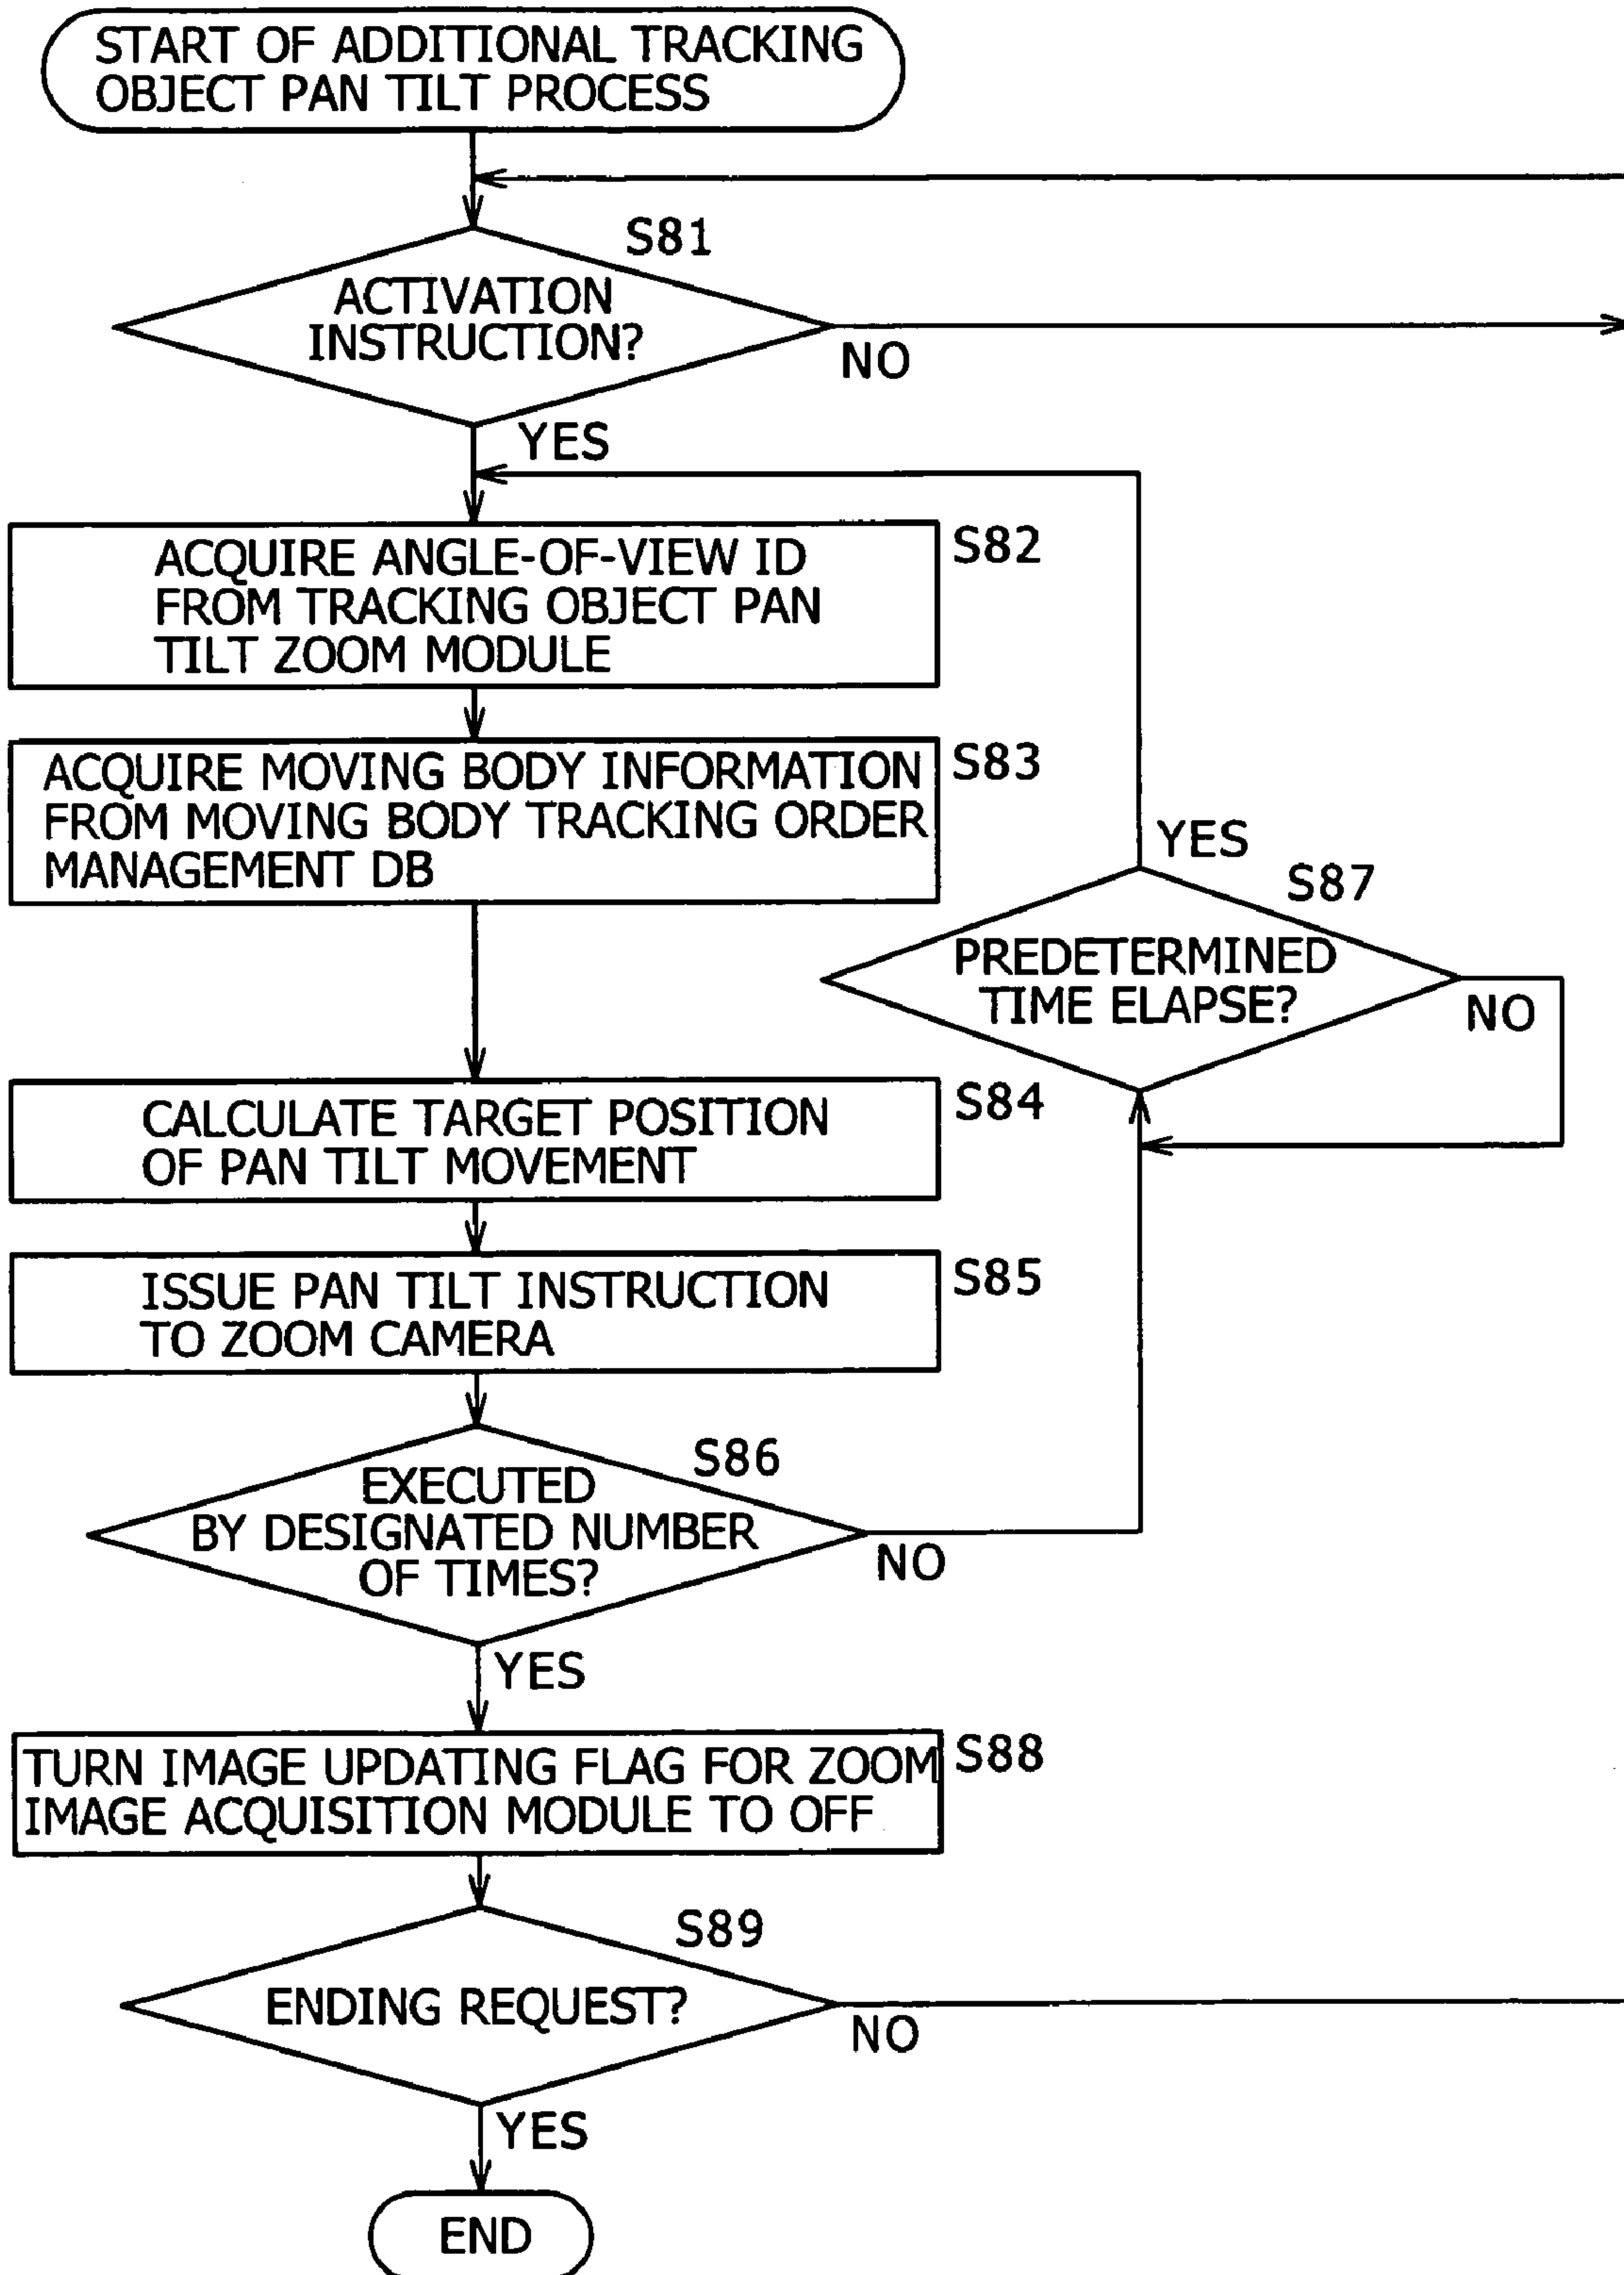 START OF ADDITIONAL TRACKING
OBJECT PAN TILT PROCESS
S81
ACTIVATION
INSTRUCTION?
NO
YES
S82
ACQUIRE ANGLE-OF-VIEW ID
FROM TRACKING OBJECT PAN
TILT ZOOM MODULE
S83
ACQUIRE MOVING BODY INFORMATION
FROM MOVING BODY TRACKING ORDER
MANAGEMENT DB
YES
S87
PREDETERMINED
TIME ELAPSE?
NO
S84
CALCULATE TARGET POSITION
OF PAN TILT MOVEMENT
S85
ISSUE PAN TILT INSTRUCTION
TO ZOOM CAMERA
S86
EXECUTED
BY DESIGNATED NUMBER
OF TIMES?
NO
YES
S88
TURN IMAGE UPDATING FLAG FOR ZOOM
IMAGE ACQUISITION MODULE TO OFF
S89
ENDING REQUEST?
NO
YES
END